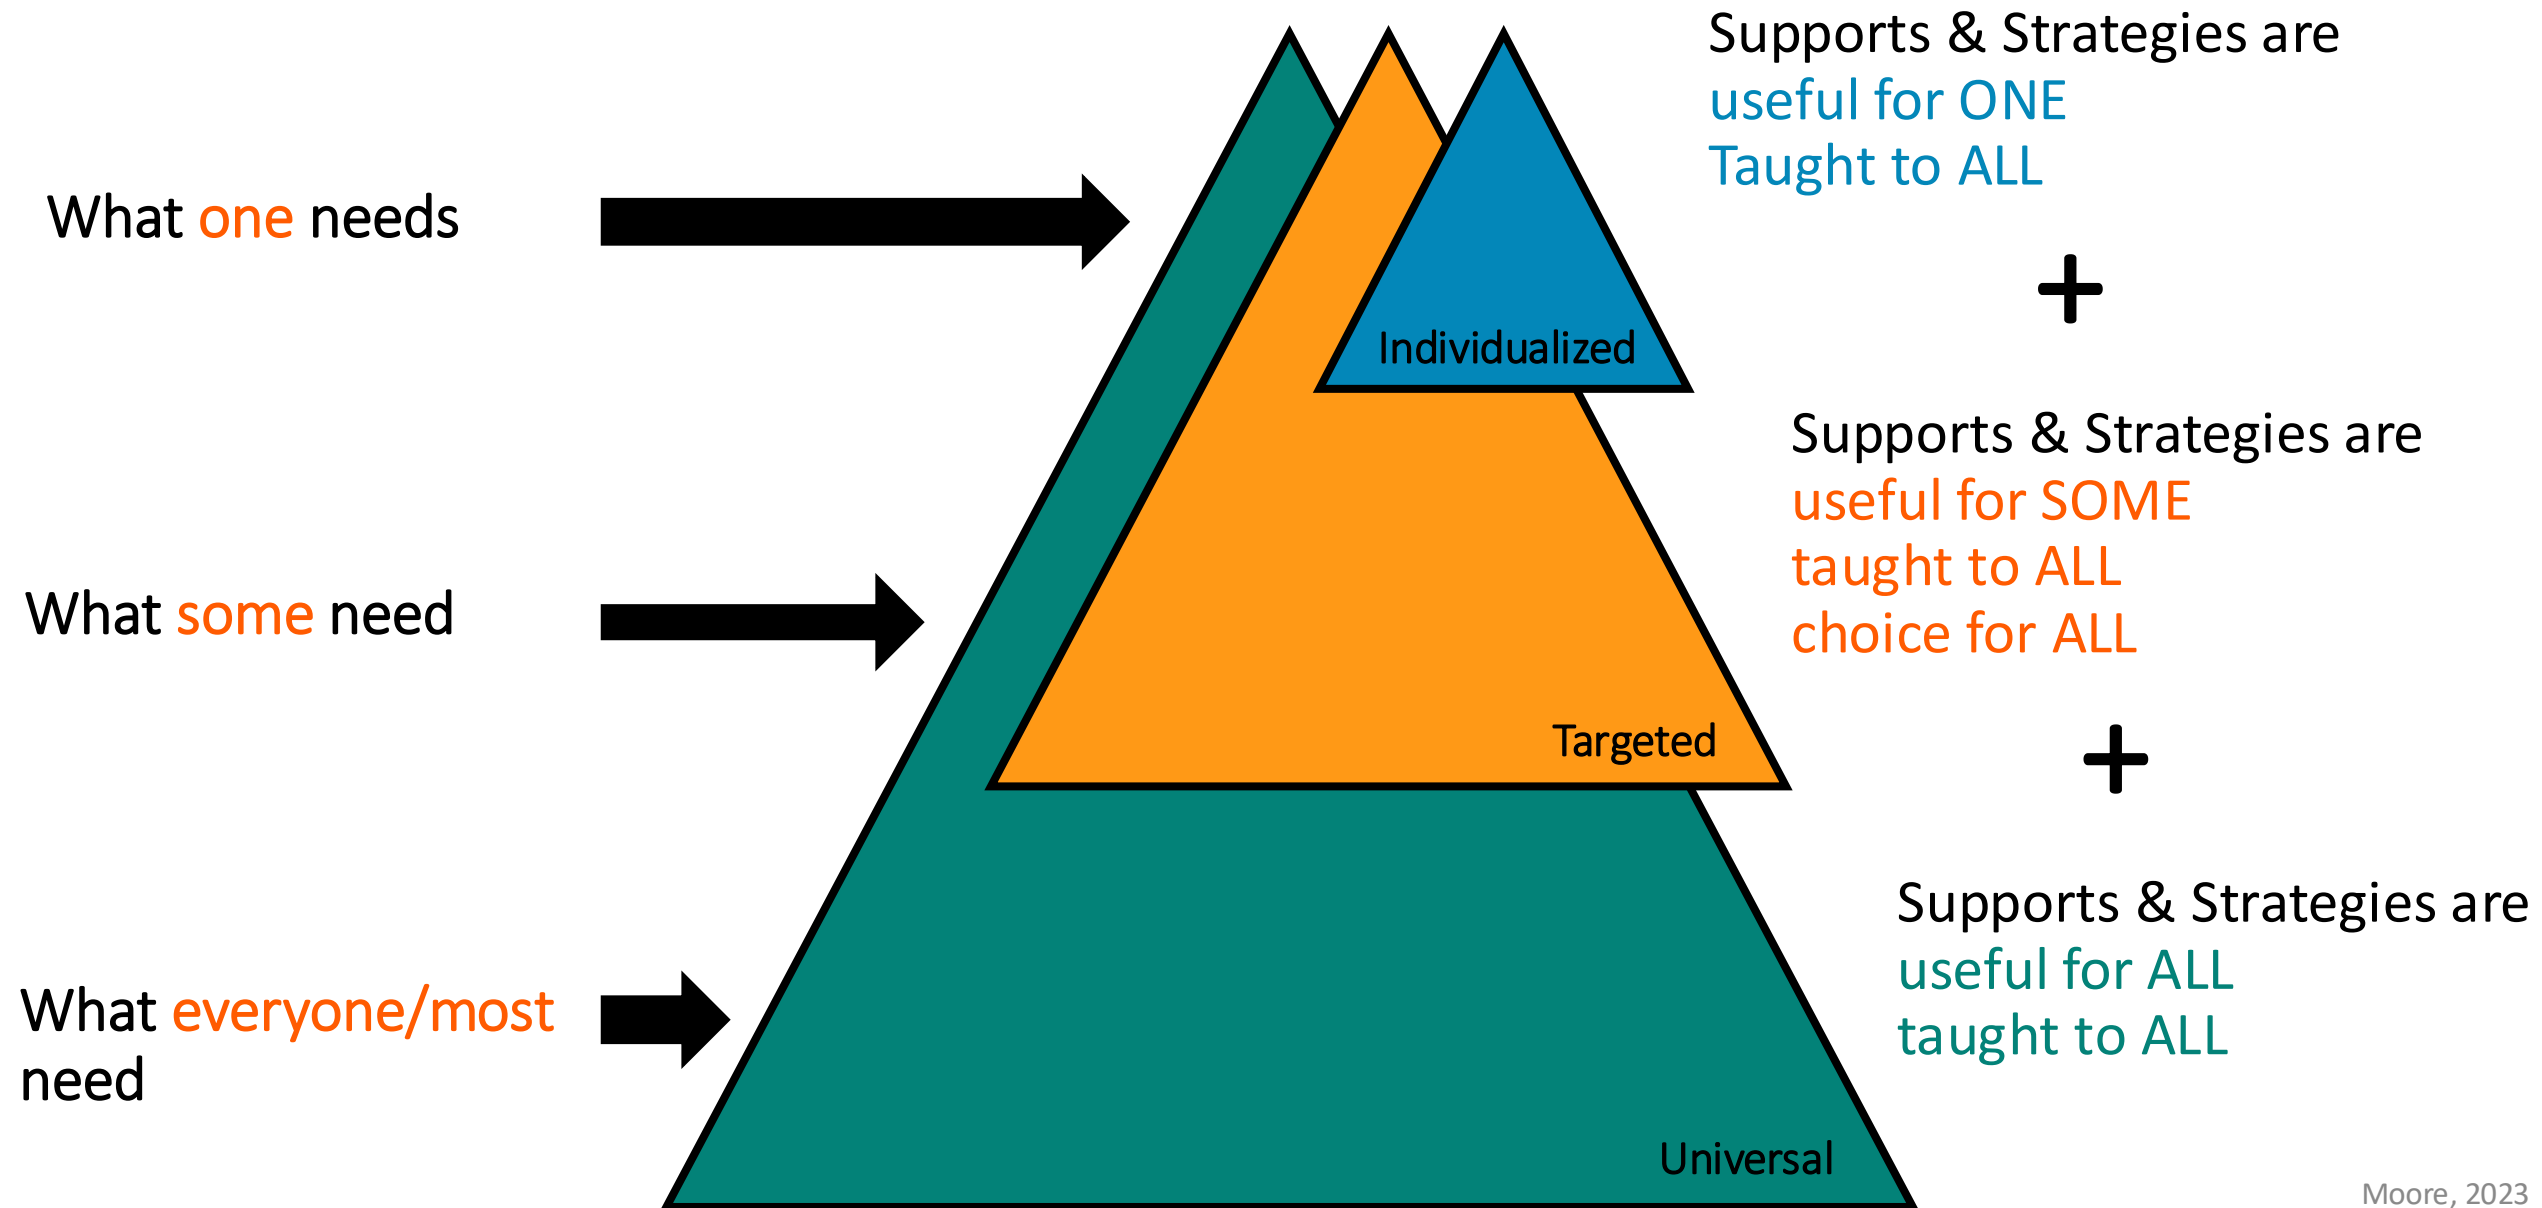 Supports & Strategies are
useful for ONE
Taught to ALL
What one needs
+
Individualized
Supports & Strategies are
useful for SOME
taught to ALL
choice for ALL
What some need
Targeted
+
Supports & Strategies are
useful for ALL
taught to ALL
What everyone/most
need
Universal
Moore, 2023